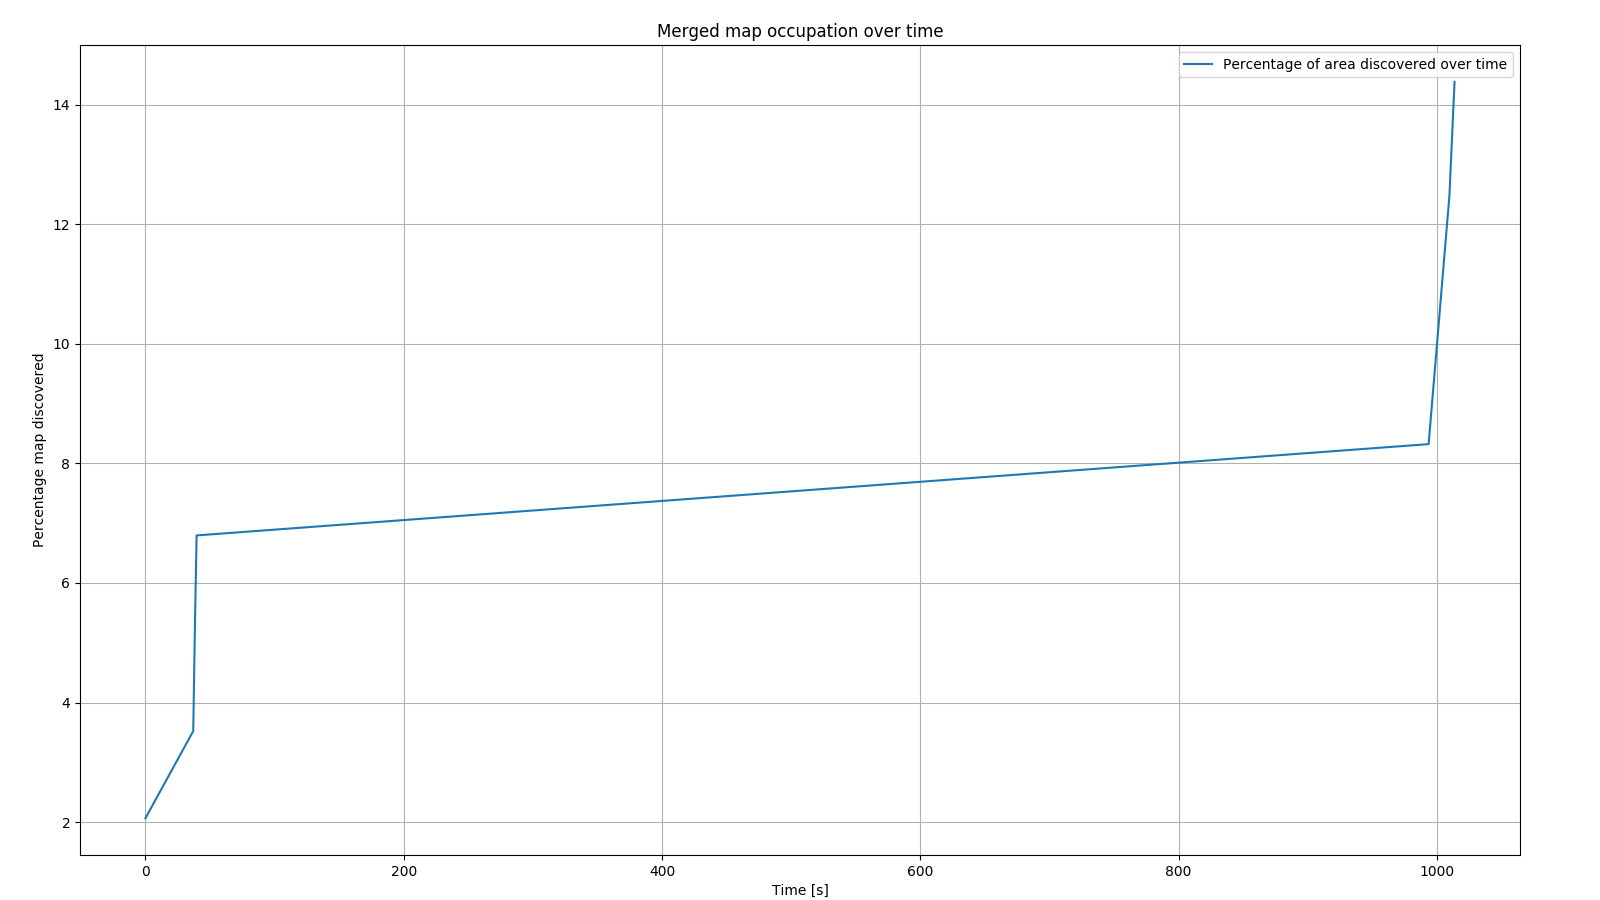 Merged map occupation over time
Percentage of area discovered over time
Percentage map discovered
14
12
10
8
6
4
2
0 200 400 600 800 1000
Time [s]